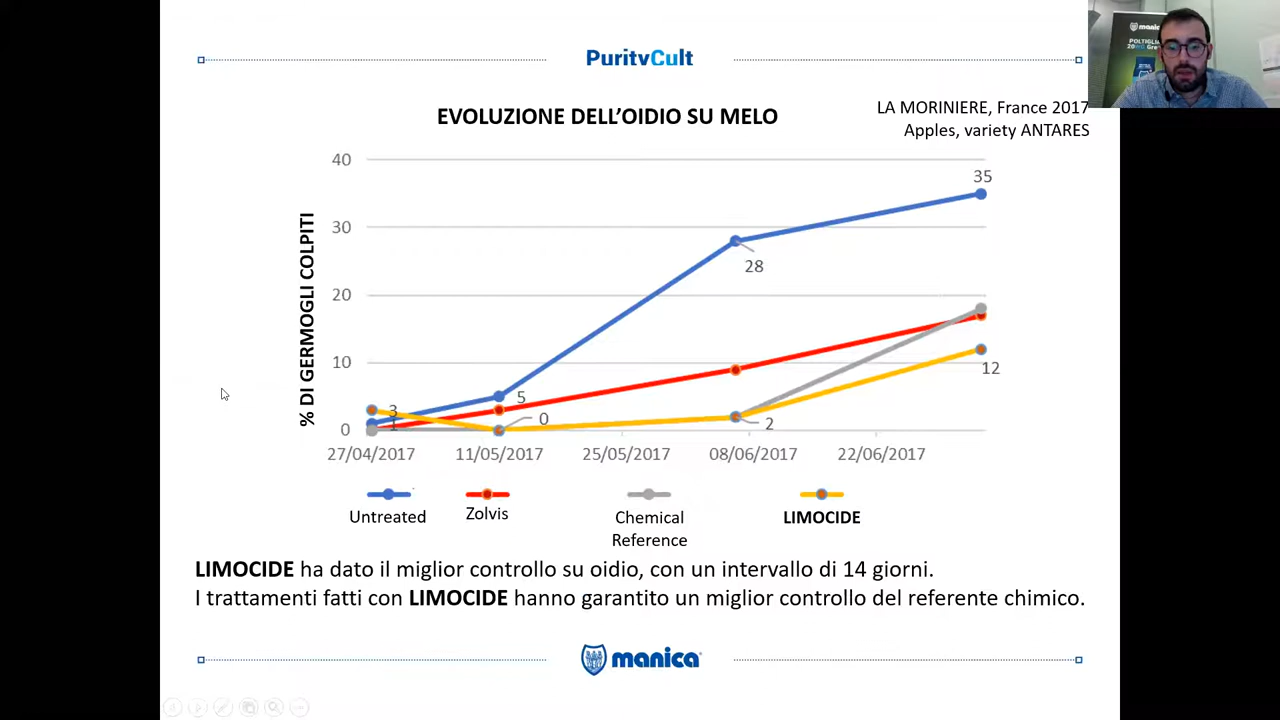 PuritvCult
manica
POLTIGLIA
EVOLUZIONE DELL'OIDIO SU MELO
LA MORINIERE, France 2017
Apples, variety ANTARES
% DI GERMOGLI COLPITI
40
30
20
10
0
35
28
12
5
3
1
0
2
27/04/2017 11/05/2017 25/05/2017 08/06/2017 22/06/2017
Untreated Zolvis Chemical Reference LIMOCIDE
LIMOCIDE ha dato il miglior controllo su oidio, con un intervallo di 14 giorni.
I trattamenti fatti con LIMOCIDE hanno garantito un miglior controllo del referente chimico.
manica